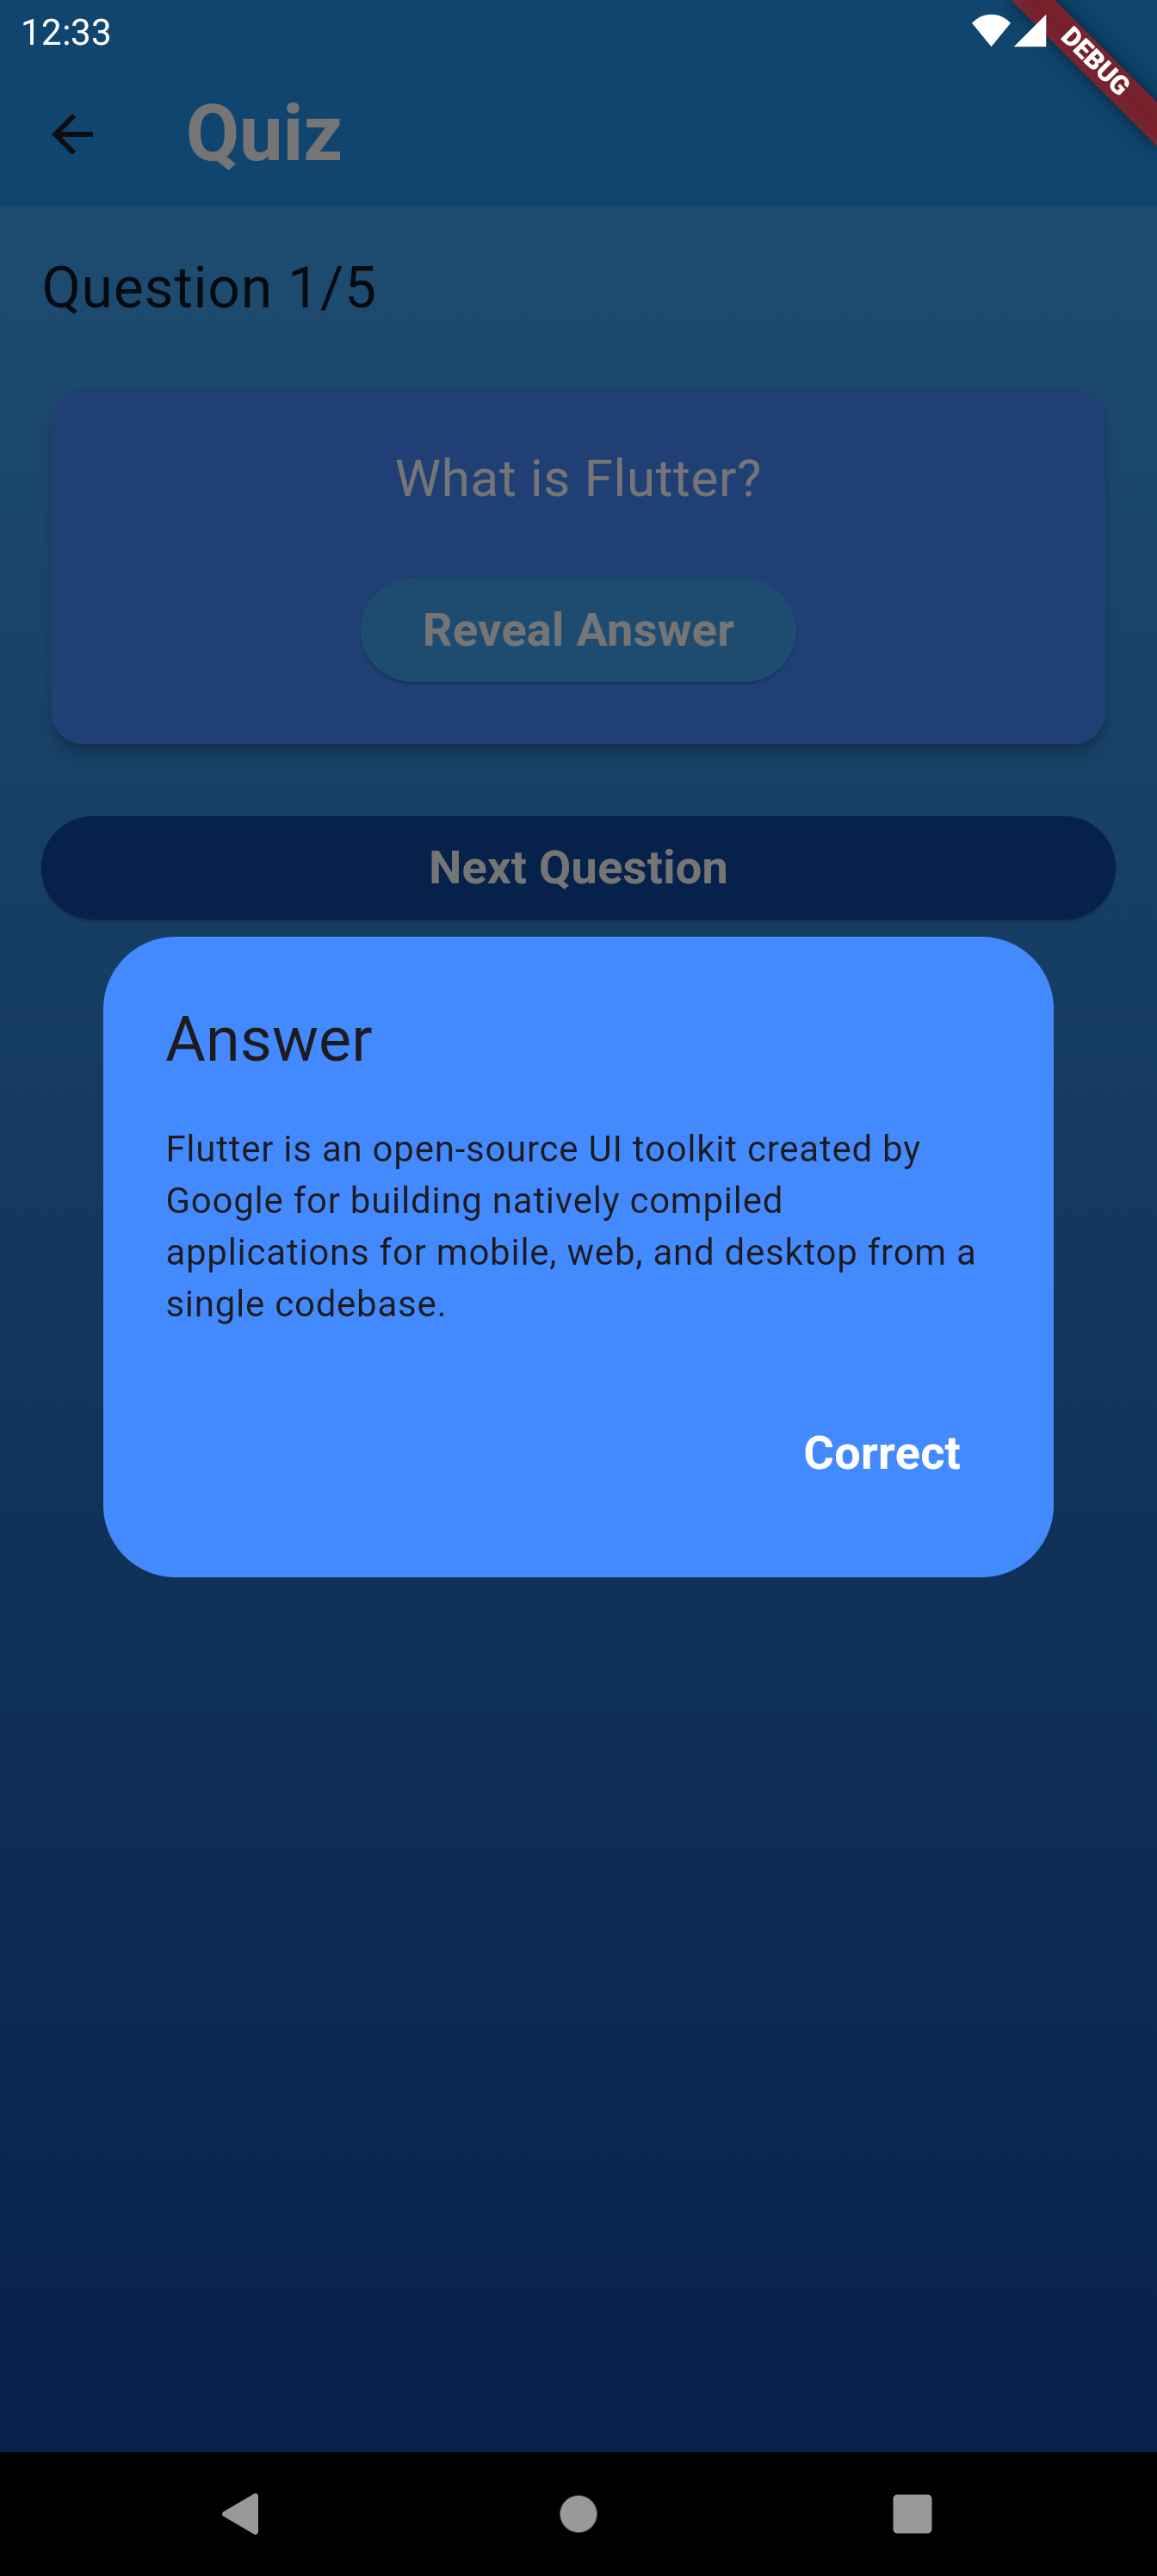 12:33
DEBUG
Quiz
Question 1/5
What is Flutter?
Reveal Answer
Next Question
Answer
Flutter is an open-source UI toolkit created by
Google for building natively compiled
applications for mobile, web, and desktop from a
single codebase.
Correct